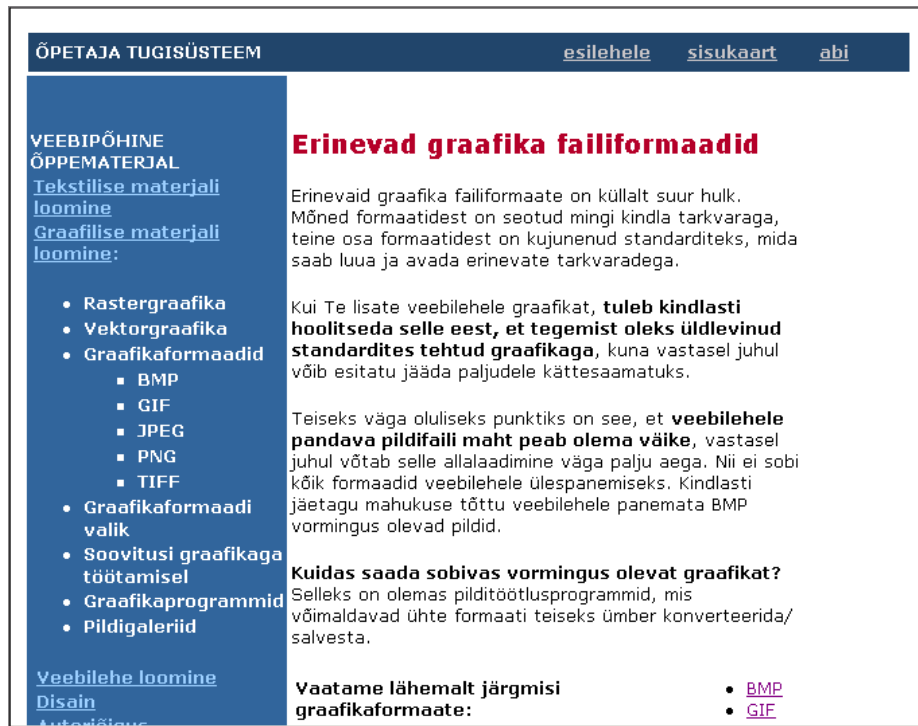 ÕPETAJA TUGISÜSTEEM esilehele sisukaart abi
VEEBIPÕHINE
ÕPPEMATERJAL
Tekstilise materjali
loomine
Graafilise materjali
loomine:
• Rastergraafika
• Vektorgraafika
• Graafikaformaadid
▪ BMP
▪ GIF
▪ JPEG
▪ PNG
▪ TIFF
• Graafikaformaadi
valik
• Soovitusi graafikaga
töötamisel
• Graafikaprogrammid
• Pildigaleriid
Veebilehe loomine
Disain
Autoriõigus
Erinevad graafika failiformaadid
Erinevaid graafika failiformaate on küllalt suur hulk.
Mõned formaatidest on seotud mingi kindla tarkvaraga,
teine osa formaatidest on kujunenud standarditeks, mida
saab luua ja avada erinevate tarkvaradega.
Kui Te lisate veebilehele graafikat, tuleb kindlasti
hoolitseda selle eest, et tegemist oleks üldlevinud
standardites tehtud graafikaga, kuna vastasel juhul
võib esitatu jääda paljudele kättesaamatuks.
Teiseks väga oluliseks punktiks on see, et veebilehele
pandava pildifaili maht peab olema väike, vastasel
juhul võtab selle allalaadimine väga palju aega. Nii ei sobi
kõik formaadid veebilehele ülespanemiseks. Kindlasti
jäetagu mahukuse tõttu veebilehele panemata BMP
vormingus olevad pildid.
Kuidas saada sobivas vormingus olevat graafikat?
Selleks on olemas pilditöötlusprogrammid, mis
võimaldavad ühte formaati teiseks ümber konverteerida/
salvesta.
Vaatame lähemalt järgmisi
graafikaformaate:
• BMP
• GIF